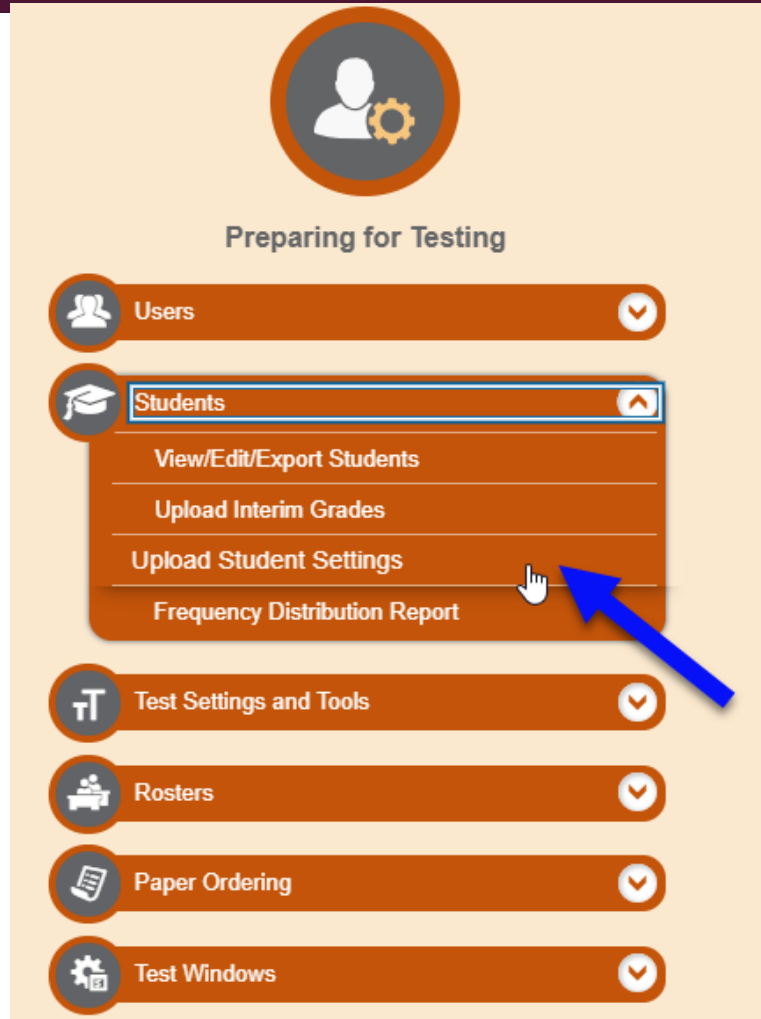 Preparing for Testing
Users
Students
View/Edit/Export Students
Upload Interim Grades
Upload Student Settings
Frequency Distribution Report
TT Test Settings and Tools
Rosters
Paper Ordering
Test Windows